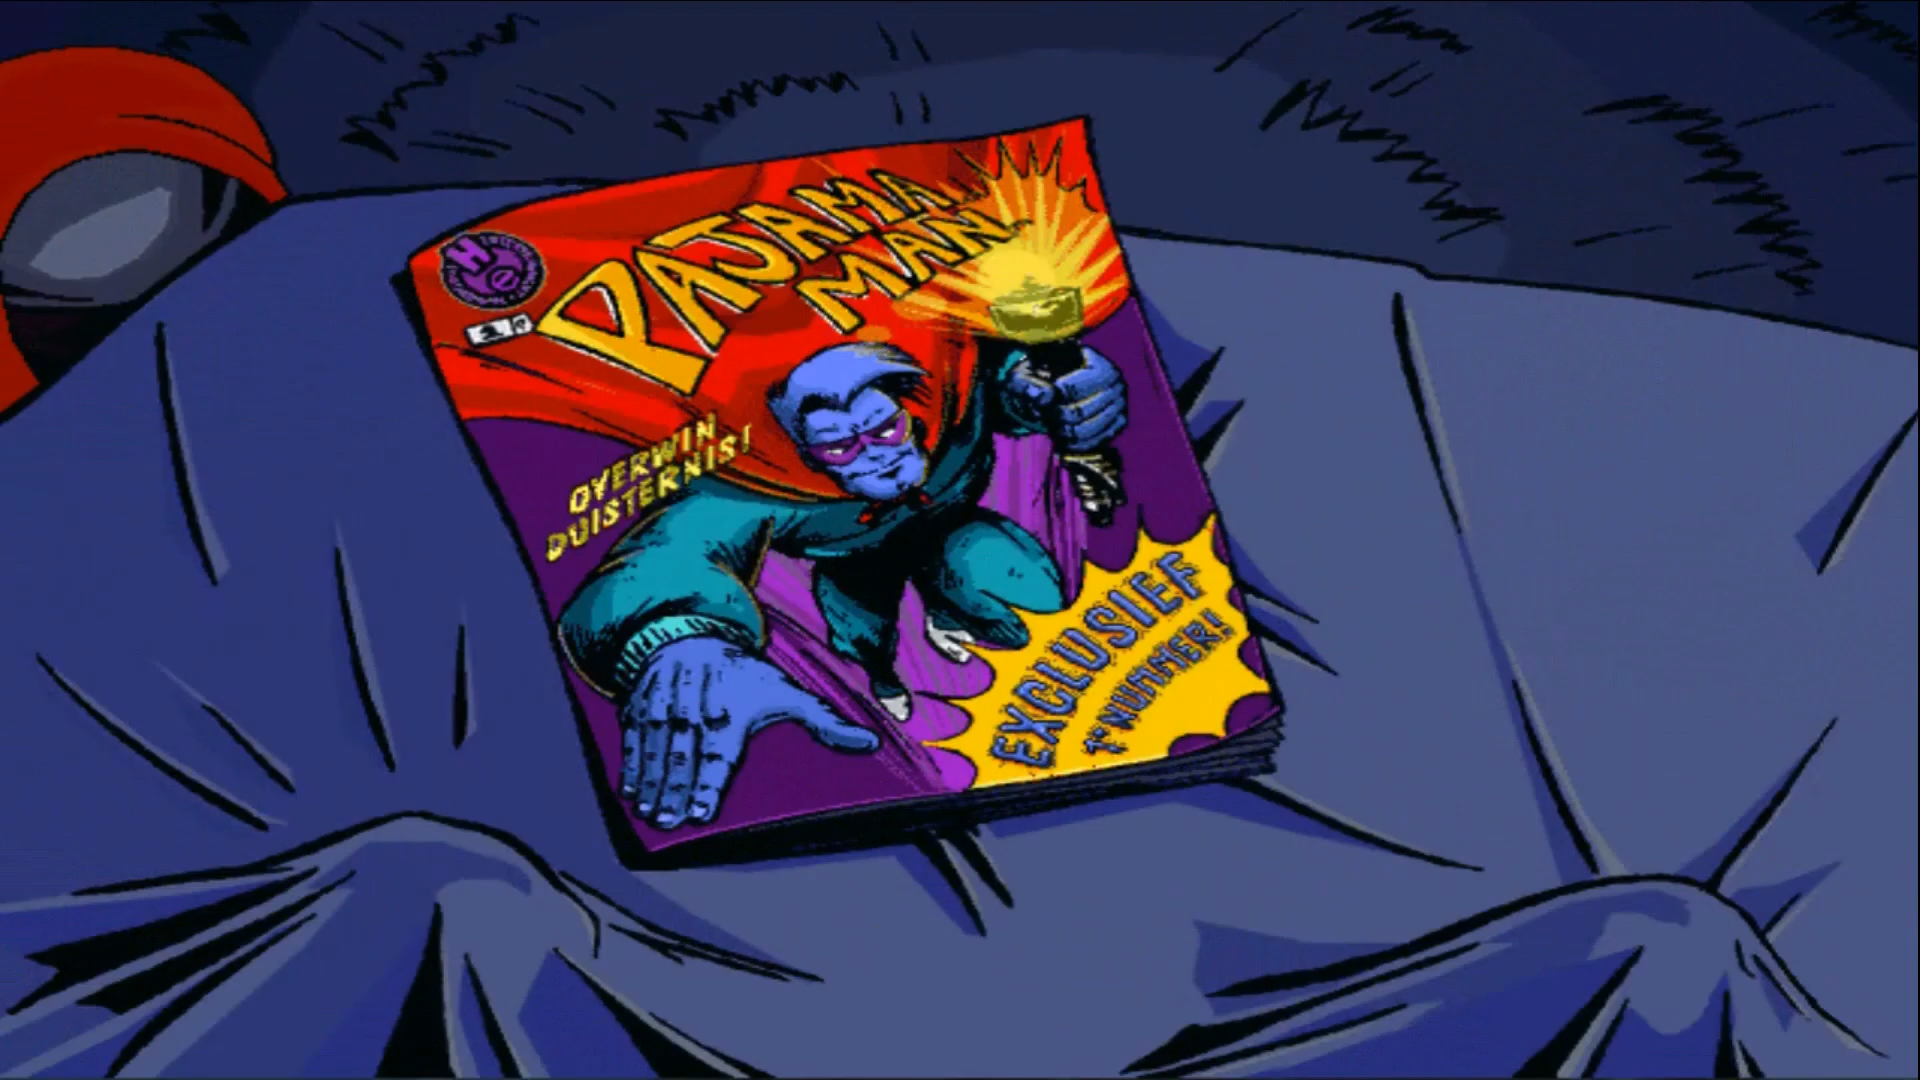 PAJAMA
MAN
OVERWIN
DUISTERNIS!
EXCLUSIEF
1e NUMMER!